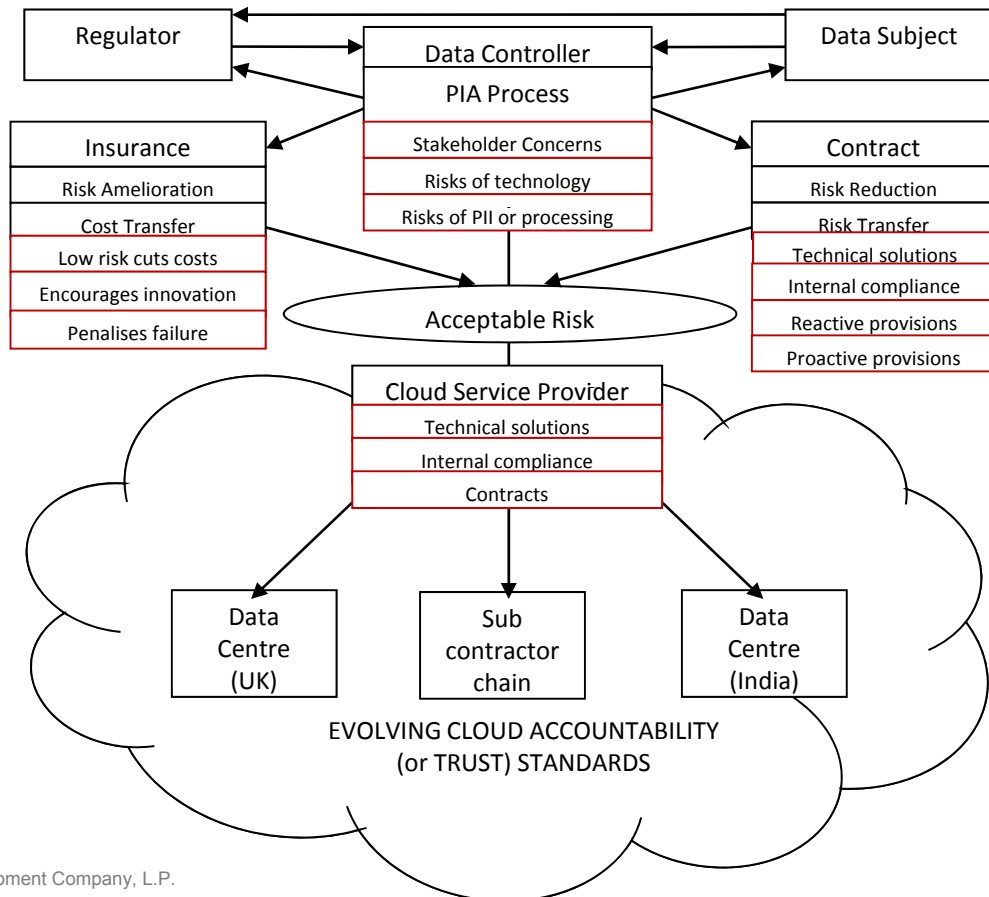 Regulator
Data Controller
Data Subject
PIA Process
Stakeholder Concerns
Risks of technology
Risks of PII or processing
Insurance
Risk Amelioration
Cost Transfer
Low risk cuts costs
Encourages innovation
Penalises failure
Contract
Risk Reduction
Risk Transfer
Technical solutions
Internal compliance
Reactive provisions
Proactive provisions
Acceptable Risk
Cloud Service Provider
Technical solutions
Internal compliance
Contracts
Data
Centre
(UK)
Sub
contractor
chain
Data
Centre
(India)
EVOLVING CLOUD ACCOUNTABILITY
(or TRUST) STANDARDS
Company, L.P.